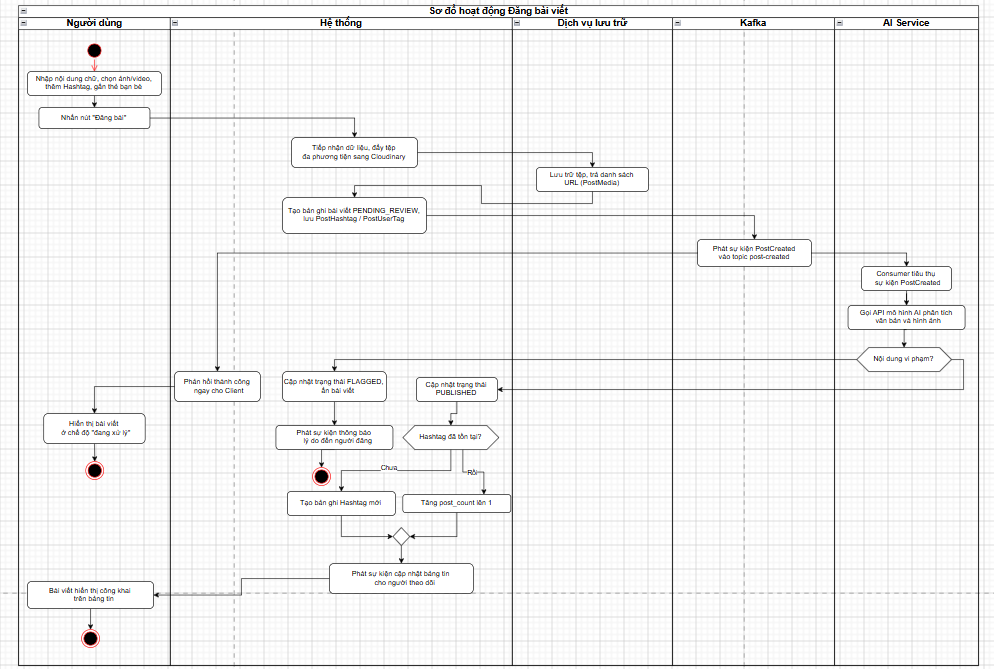 Sơ đồ hoạt động Đăng bài viết
Người dùng
Hệ thống
Dịch vụ lưu trữ
Kafka
AI Service
Nhập nội dung chữ, chọn ảnh/video,
thêm Hashtag, gắn thẻ bạn bè
Nhấn nút "Đăng bài"
Tiếp nhận dữ liệu, đẩy tệp
đa phương tiện sang Cloudinary
Lưu trữ tệp, trả danh sách
URL (PostMedia)
Tạo bản ghi bài viết PENDING_REVIEW,
lưu PostHashtag / PostUserTag
Phát sự kiện PostCreated
vào topic post-created
Consumer tiêu thụ
sự kiện PostCreated
Gọi API mô hình AI phân tích
văn bản và hình ảnh
Nội dung vi phạm?
Phản hồi thành công
ngay cho Client
Cập nhật trạng thái FLAGGED,
ẩn bài viết
Cập nhật trạng thái
PUBLISHED
Hiển thị bài viết
ở chế độ "đang xử lý"
Phát sự kiện thông báo
lý do đến người đăng
Hashtag đã tồn tại?
Chưa
Rồi
Tạo bản ghi Hashtag mới
Tăng post_count lên 1
Phát sự kiện cập nhật bảng tin
cho người theo dõi
Bài viết hiển thị công khai
trên bảng tin